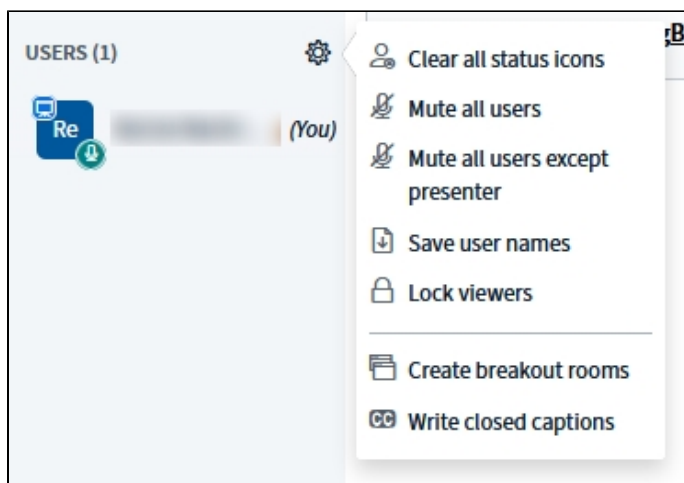 USERS (1)
Re
(You)
Clear all status icons
Mute all users
Mute all users except
presenter
Save user names
Lock viewers
Create breakout rooms
CC Write closed captions